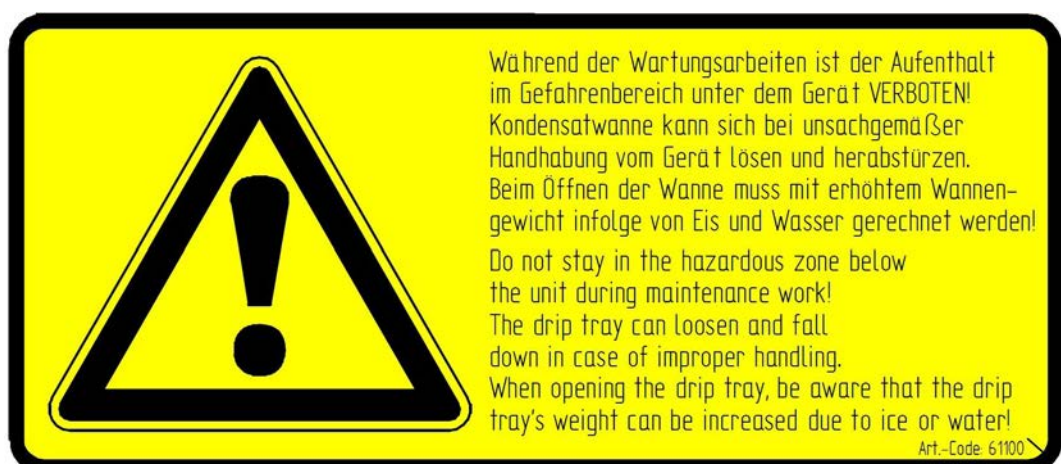 Während der Wartungsarbeiten ist der Aufenthalt
im Gefahrenbereich unter dem Gerät VERBOTEN!
Kondensatwanne kann sich bei unsachgemäßer
Handhabung vom Gerät lösen und herabstürzen.
Beim Öffnen der Wanne muss mit erhöhtem Wannen-
gewicht infolge von Eis und Wasser gerechnet werden!
Do not stay in the hazardous zone below
the unit during maintenance work!
The drip tray can loosen and fall
down in case of improper handling.
When opening the drip tray, be aware that the drip
tray's weight can be increased due to ice or water!
Art.-Code: 61100